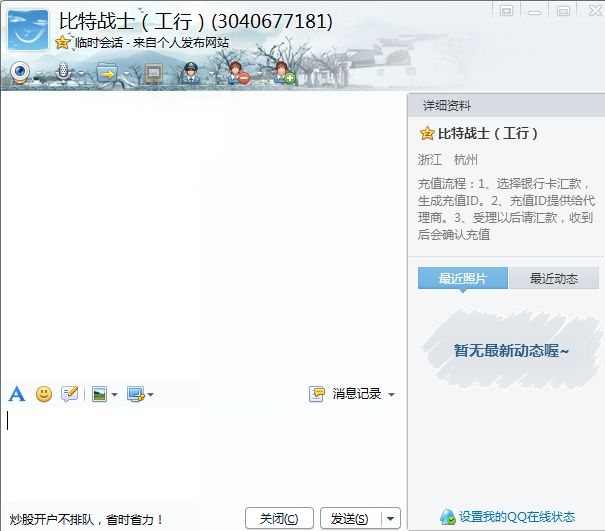 比特战士（工行）(3040677181)
临时会话 - 来自个人发布网站
详细资料
比特战士（工行）
浙江 杭州
充值流程：1、选择银行卡汇款，
生成充值ID。2、充值ID提供给代
理商。3、受理以后请汇款，收到
后会确认充值
最近照片 最近动态
暂无最新动态喔~
A
消息记录
炒股开户不排队，省时省力！
关闭(C) 发送(S)
设置我的QQ在线状态